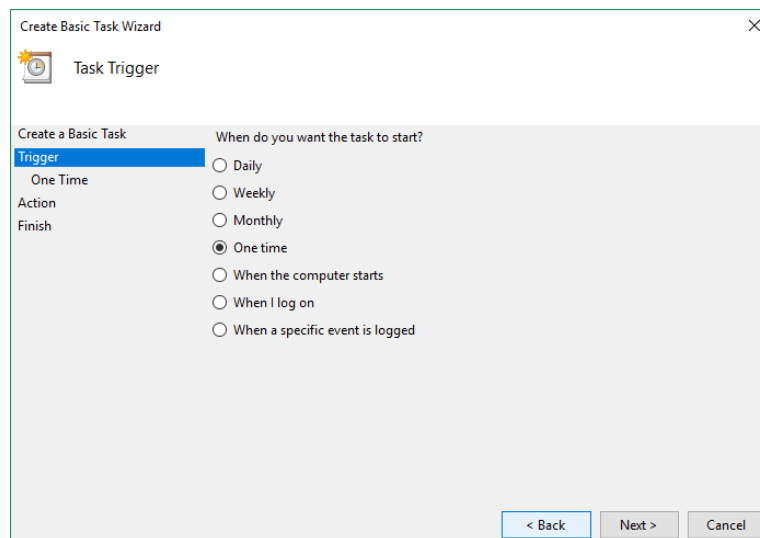 Create Basic Task Wizard
Task Trigger
Create a Basic Task
Trigger
One Time
Action
Finish
When do you want the task to start?
Daily
Weekly
Monthly
One time
When the computer starts
When I log on
When a specific event is logged
< Back
Next >
Cancel